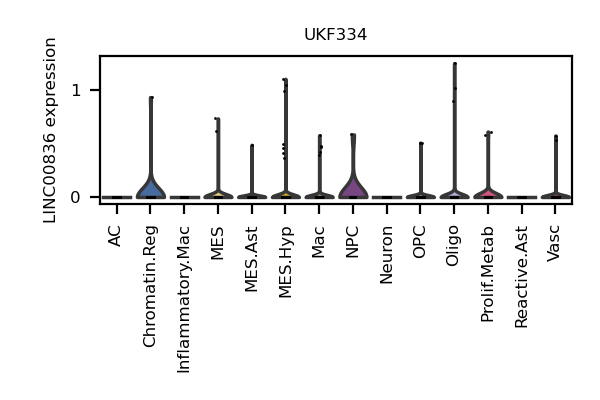 UKF334
LINC00836 expression
1
0
AC
Chromatin.Reg
Inflammatory.Mac
MES
MES.Ast
MES.Hyp
Mac
NPC
Neuron
OPC
Oligo
Prolif.Metab
Reactive.Ast
Vasc